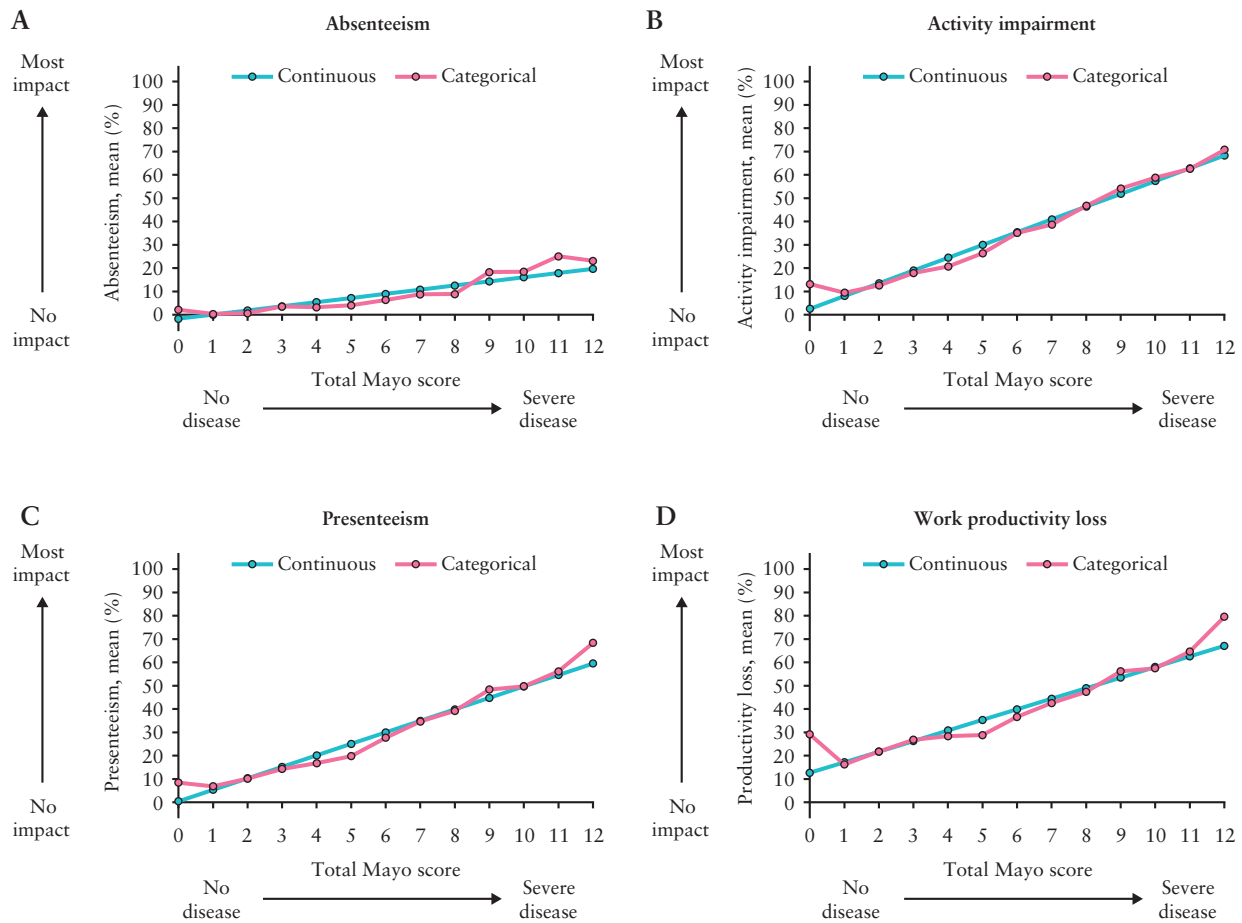 A
Absenteeism
Most
impact
No
impact
Absenteeism, mean (%)
Continuous
Categorical
100
90
80
70
60
50
40
30
20
10
0
0 1 2 3 4 5 6 7 8 9 10 11 12
Total Mayo score
No
disease
Severe
disease
B
Activity impairment
Most
impact
No
impact
Activity impairment, mean (%)
Continuous
Categorical
100
90
80
70
60
50
40
30
20
10
0
0 1 2 3 4 5 6 7 8 9 10 11 12
Total Mayo score
No
disease
Severe
disease
C
Presenteeism
Most
impact
No
impact
Presenteeism, mean (%)
Continuous
Categorical
100
90
80
70
60
50
40
30
20
10
0
0 1 2 3 4 5 6 7 8 9 10 11 12
Total Mayo score
No
disease
Severe
disease
D
Work productivity loss
Most
impact
No
impact
Productivity loss, mean (%)
Continuous
Categorical
100
90
80
70
60
50
40
30
20
10
0
0 1 2 3 4 5 6 7 8 9 10 11 12
Total Mayo score
No
disease
Severe
disease